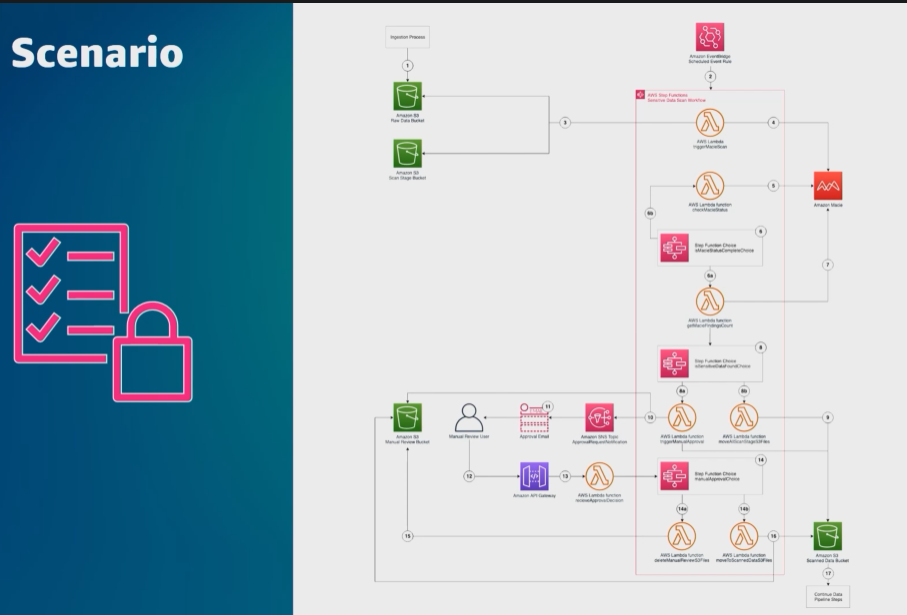 Scenario
Ingestion Process
1
Amazon S3
Raw Data Bucket
Amazon S3
Scan Stage Bucket
Amazon EventBridge
Scheduled Event Rule
2
AWS Step Functions
Sensitive Data Scan Workflow
3
AWS Lambda
triggerMacieScan
4
AWS Lambda function
checkMacieStatus
5
Amazon Macie
6b
6
Step Function Choice
isMacieStatusCompleteChoice
6a
7
AWS Lambda function
getMacieFindingsCount
8
Step Function Choice
isSensitiveDataFoundChoice
8a
8b
Amazon S3
Manual Review Bucket
Manual Review User
11
Approval Email
Amazon SNS Topic
ApprovalRequestNotification
10
AWS Lambda function
triggerManualApproval
AWS Lambda function
moveAllScanStageS3Files
9
12
Amazon API Gateway
13
AWS Lambda function
receiveApprovalDecision
14
Step Function Choice
manualApprovalChoice
14a
14b
15
AWS Lambda function
deleteManualReviewS3Files
AWS Lambda function
moveToScannedDataS3Files
Amazon S3
Scanned Data Bucket
17
Continue Data
Pipeline Steps